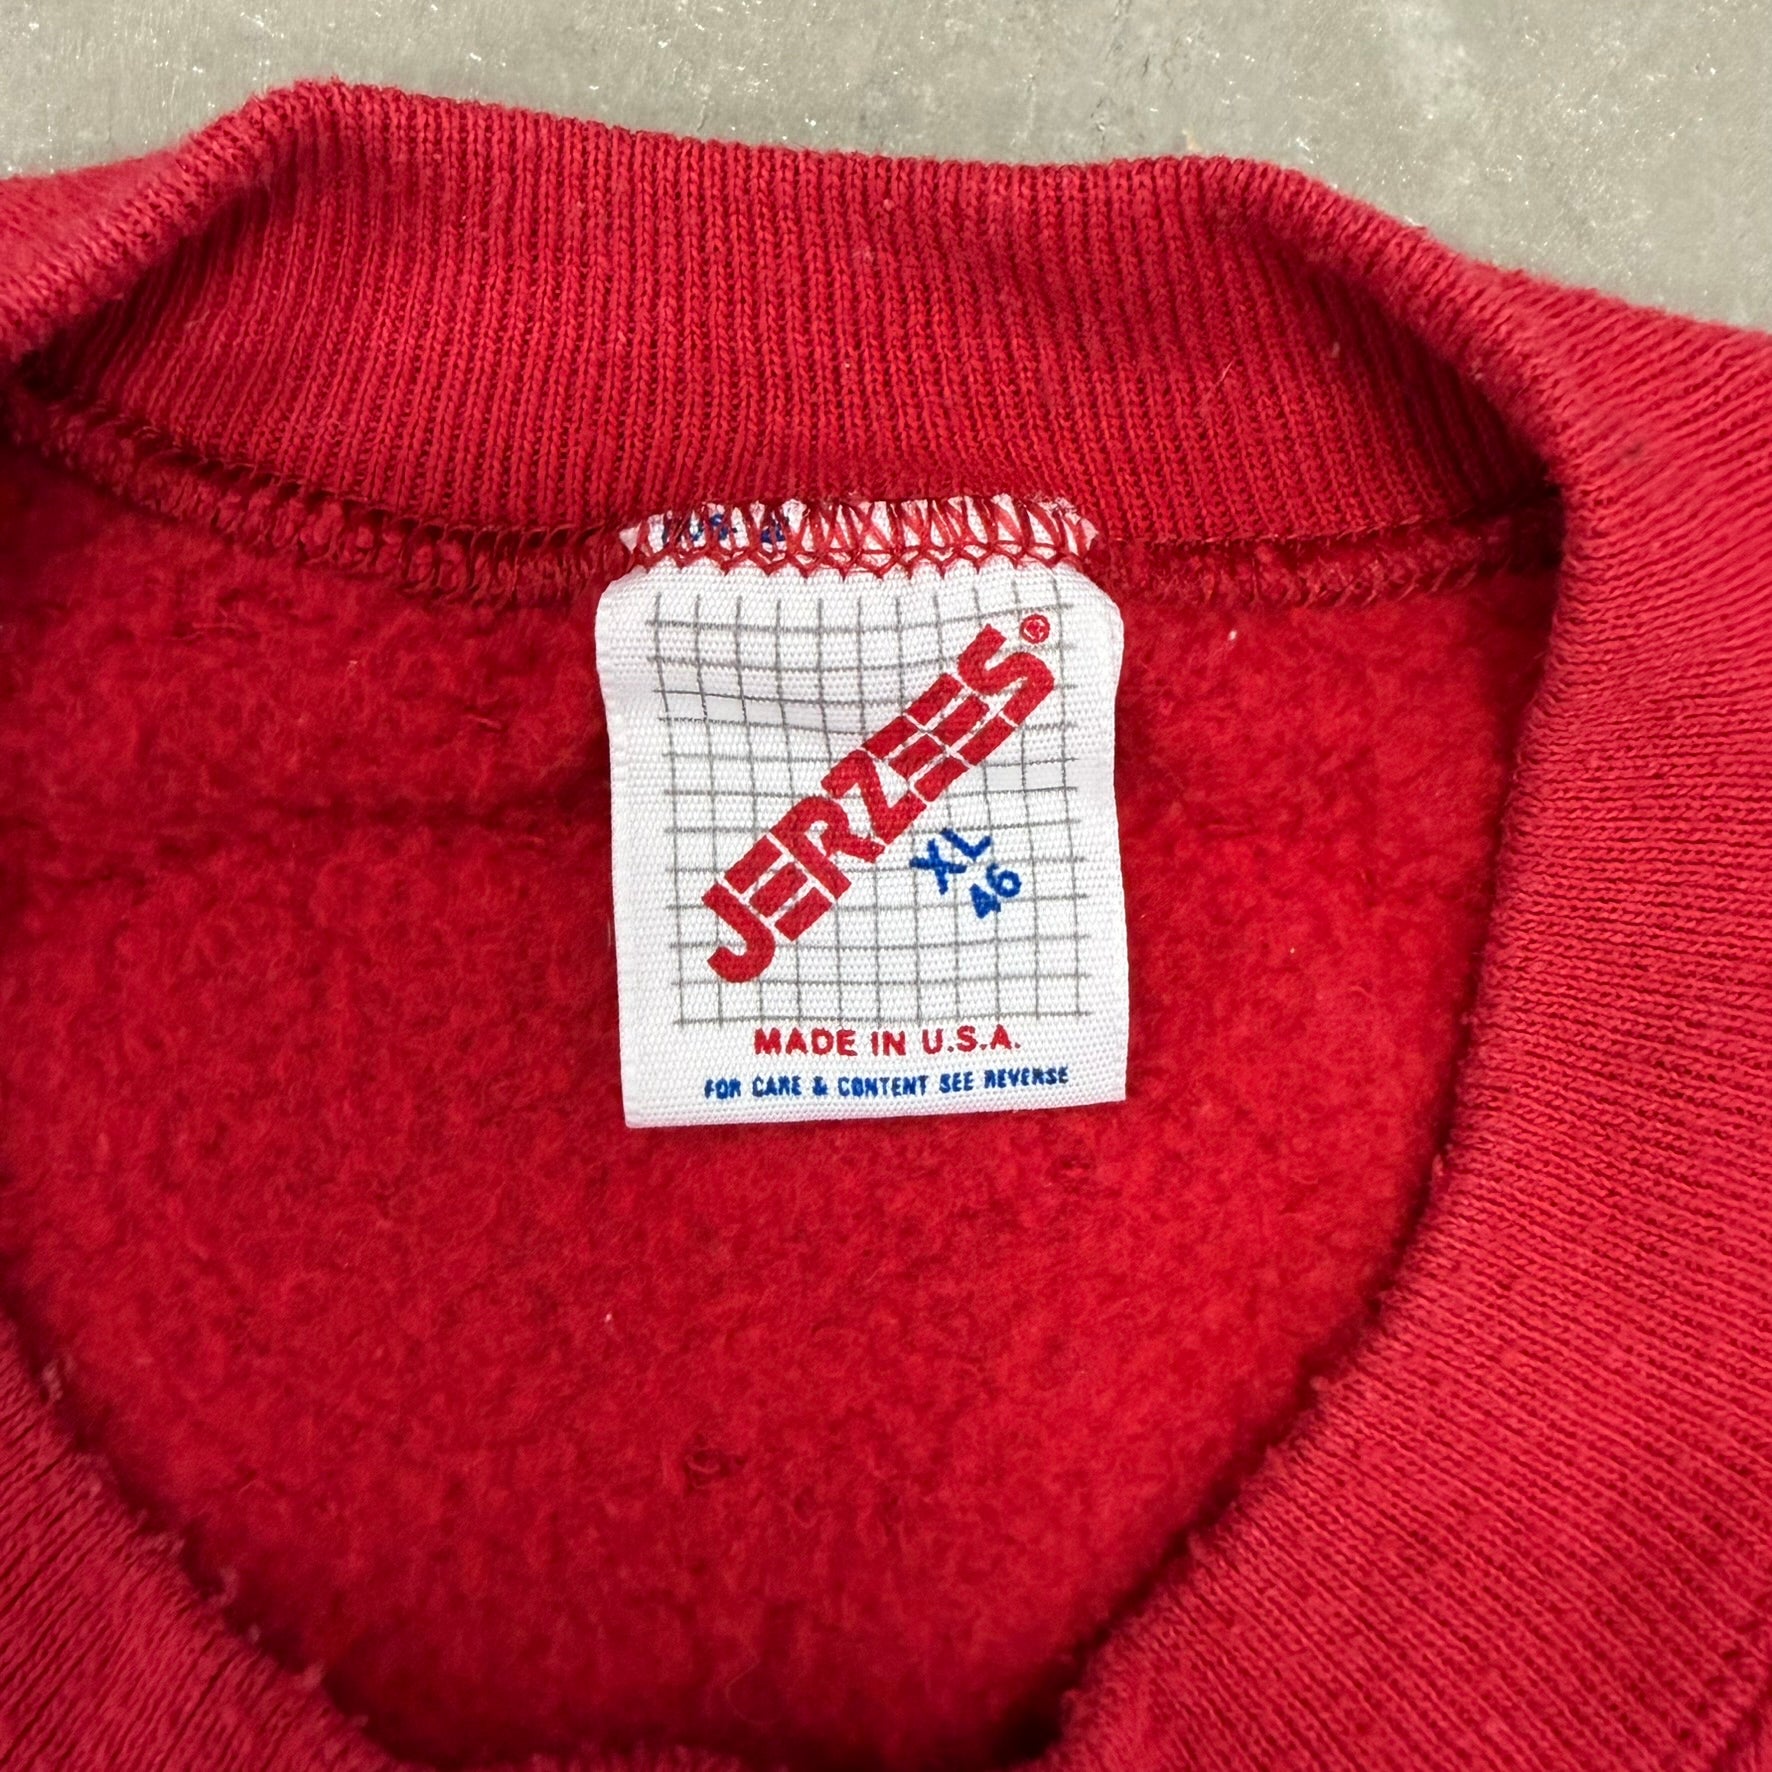 JERZEES®
XL
46
MADE IN U.S.A.
FOR CARE & CONTENT SEE REVERSE